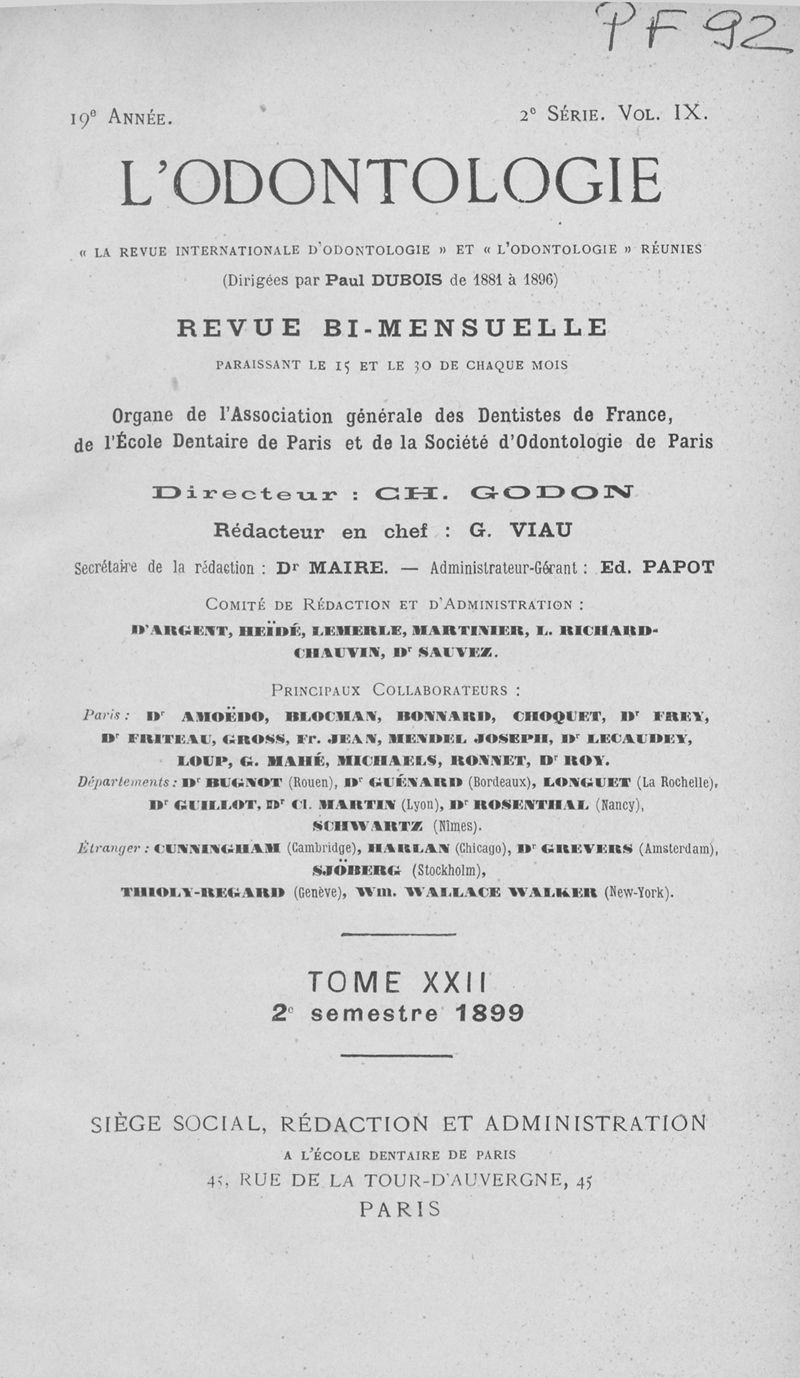 PF 92
19e Année.
2e Série. Vol. IX.
L'ODONTOLOGIE
« LA REVUE INTERNATIONALE D'ODONTOLOGIE » ET « L'ODONTOLOGIE » RÉUNIES
(Dirigées par Paul DUBOIS de 1881 à 1896)
REVUE BI-MENSUELLE
PARAISSANT LE 15 ET LE 30 DE CHAQUE MOIS
Organe de l'Association générale des Dentistes de France,
de l'École Dentaire de Paris et de la Société d'Odontologie de Paris
Directeur : CH. GODON
Rédacteur en chef : G. VIAU
Secrétaire de la rédaction : Dr MAIRE. — Administrateur-Gérant : Ed. PAPOT
Comité de Rédaction et d'Administration :
D'ARGENT, HEÏDÉ, LEMERLE, MARTINIER, L. RICHARD-
CHAUVIN, Dr SAUVEZ.
Principaux Collaborateurs :
Paris : Dr AMOËDO, BLOCMAN, BONNARD, CHOQUET, Dr FREY,
Dr FRITEAU, GROSS, Fr. JEAN, MENDEL JOSEPH, Dr LECAUDEY,
LOUP, G. MAHÉ, MICHAELS, RONNET, Dr ROY.
Départements : Dr BUGNOT (Rouen), Dr GUÉNARD (Bordeaux), LONGUET (La Rochelle),
Dr GUILLOT, Dr Cl. MARTIN (Lyon), Dr ROSENTHAL (Nancy),
SCHWARTZ (Nîmes).
Étranger : CUNNINGHAM (Cambridge), HARLAN (Chicago), Dr GREVERS (Amsterdam),
SJÖBERG (Stockholm),
THIOLY-REGARD (Genève), Wm. WALLACE WALKER (New-York).
TOME XXII
2e semestre 1899
SIÈGE SOCIAL, RÉDACTION ET ADMINISTRATION
A L'ÉCOLE DENTAIRE DE PARIS
45, RUE DE LA TOUR-D'AUVERGNE, 45
PARIS